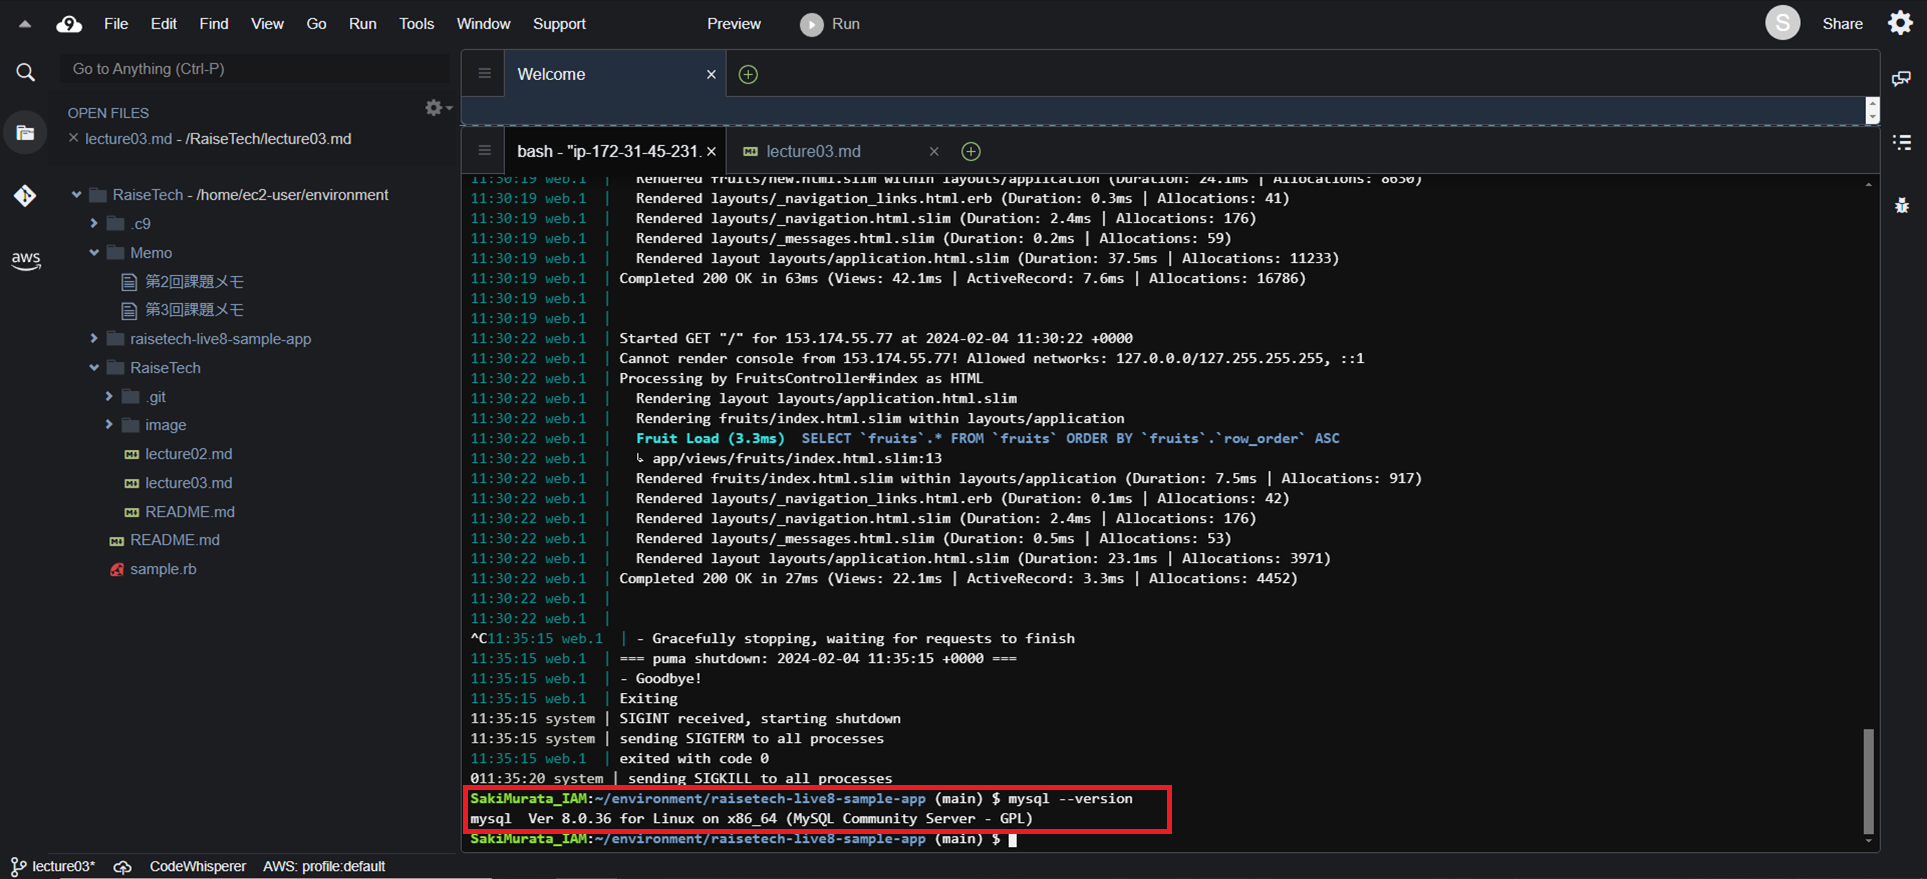 File Edit Find View Go Run Tools Window Support Preview Run S Share
Go to Anything (Ctrl-P)
OPEN FILES
lecture03.md - /RaiseTech/lecture03.md
RaiseTech - /home/ec2-user/environment
.c9
Memo
第2回課題メモ
第3回課題メモ
raisetech-live8-sample-app
RaiseTech
.git
image
lecture02.md
lecture03.md
README.md
README.md
sample.rb
aws
Welcome
bash - "ip-172-31-45-231. lecture03.md
11:30:19 web.1 | Rendered fruits/new.html.slim within layouts/application (Duration: 24.1ms | Allocations: 8650)
11:30:19 web.1 | Rendered layouts/_navigation_links.html.erb (Duration: 0.3ms | Allocations: 41)
11:30:19 web.1 | Rendered layouts/_navigation.html.slim (Duration: 2.4ms | Allocations: 176)
11:30:19 web.1 | Rendered layouts/_messages.html.slim (Duration: 0.2ms | Allocations: 59)
11:30:19 web.1 | Rendered layout layouts/application.html.slim (Duration: 37.5ms | Allocations: 11233)
11:30:19 web.1 | Completed 200 OK in 63ms (Views: 42.1ms | ActiveRecord: 7.6ms | Allocations: 16786)
11:30:19 web.1 |
11:30:19 web.1 |
11:30:22 web.1 | Started GET "/" for 153.174.55.77 at 2024-02-04 11:30:22 +0000
11:30:22 web.1 | Cannot render console from 153.174.55.77! Allowed networks: 127.0.0.0/127.255.255.255, ::1
11:30:22 web.1 | Processing by FruitsController#index as HTML
11:30:22 web.1 | Rendering layout layouts/application.html.slim
11:30:22 web.1 | Rendering fruits/index.html.slim within layouts/application
11:30:22 web.1 | Fruit Load (3.3ms) SELECT `fruits`.* FROM `fruits` ORDER BY `fruits`.`row_order` ASC
11:30:22 web.1 | ↳ app/views/fruits/index.html.slim:13
11:30:22 web.1 | Rendered fruits/index.html.slim within layouts/application (Duration: 7.5ms | Allocations: 917)
11:30:22 web.1 | Rendered layouts/_navigation_links.html.erb (Duration: 0.1ms | Allocations: 42)
11:30:22 web.1 | Rendered layouts/_navigation.html.slim (Duration: 2.4ms | Allocations: 176)
11:30:22 web.1 | Rendered layouts/_messages.html.slim (Duration: 0.5ms | Allocations: 53)
11:30:22 web.1 | Rendered layout layouts/application.html.slim (Duration: 23.1ms | Allocations: 3971)
11:30:22 web.1 | Completed 200 OK in 27ms (Views: 22.1ms | ActiveRecord: 3.3ms | Allocations: 4452)
11:30:22 web.1 |
11:30:22 web.1 |
^C11:35:15 web.1 | - Gracefully stopping, waiting for requests to finish
11:35:15 web.1 | === puma shutdown: 2024-02-04 11:35:15 +0000 ===
11:35:15 web.1 | - Goodbye!
11:35:15 web.1 | Exiting
11:35:15 system | SIGINT received, starting shutdown
11:35:15 system | sending SIGTERM to all processes
11:35:15 web.1 | exited with code 0
011:35:20 system | sending SIGKILL to all processes
SakiMurata_IAM:~/environment/raisetech-live8-sample-app (main) $ mysql --version
mysql Ver 8.0.36 for Linux on x86_64 (MySQL Community Server - GPL)
SakiMurata_IAM:~/environment/raisetech-live8-sample-app (main) $
lecture03* CodeWhisperer AWS: profile:default